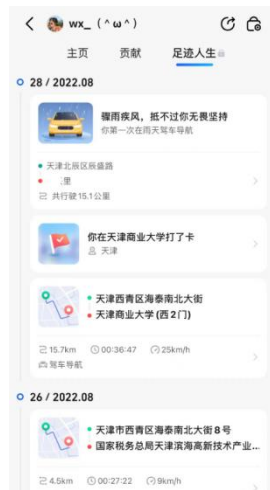 wx_（^ω^）
主页 贡献 足迹人生
28 / 2022.08
骤雨疾风，抵不过你无畏坚持
你第一次在雨天驾车导航
天津北辰区辰盛路
里
共行驶15.1公里
你在天津商业大学打了卡
天津
天津西青区海泰南北大街
天津商业大学(西2门)
15.7km 00:36:47 25km/h
驾车导航
26 / 2022.08
天津市西青区海泰南北大街8号
国家税务总局天津滨海高新技术产业...
4.5km 00:27:22 9km/h